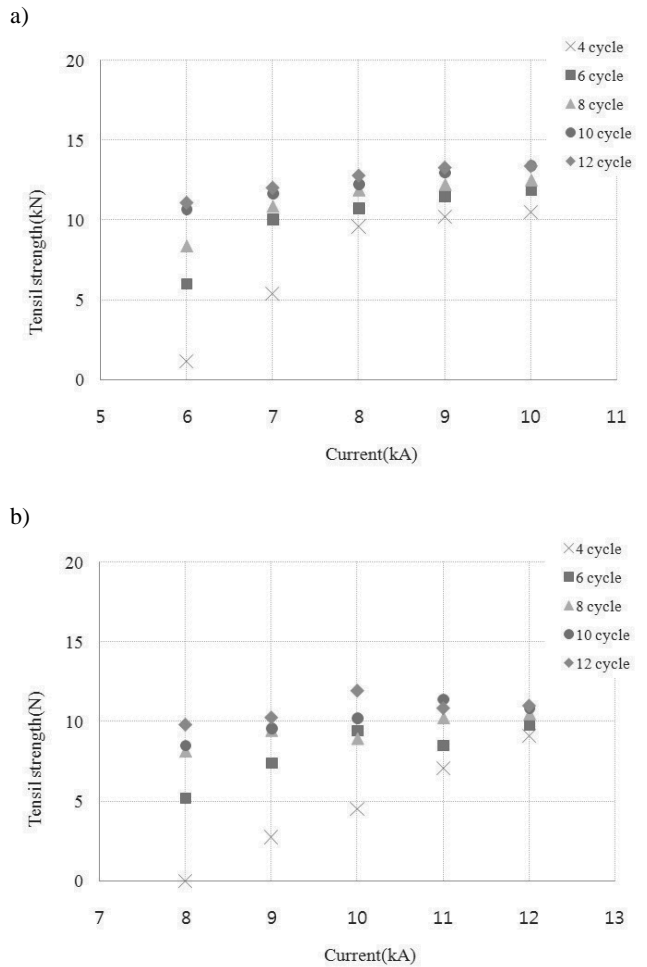 a)
4 cycle
6 cycle
8 cycle
10 cycle
12 cycle
20
15
10
5
0
Tensil strength(kN)
5 6 7 8 9 10 11
Current(kA)
b)
4 cycle
6 cycle
8 cycle
10 cycle
12 cycle
20
15
10
5
0
Tensil strength(N)
7 8 9 10 11 12 13
Current(kA)